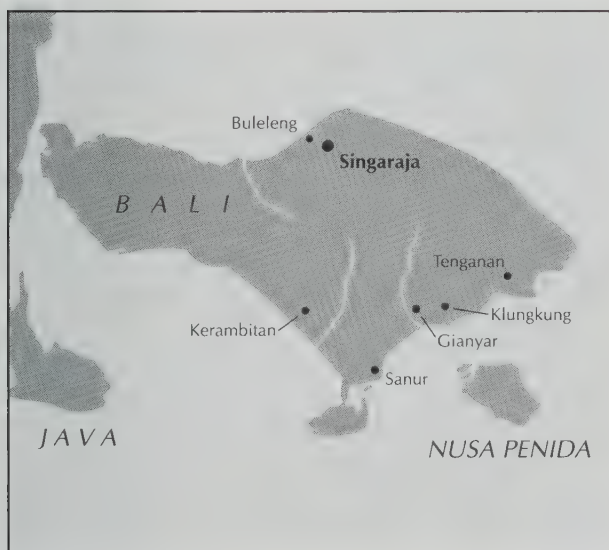 Buleleng
Singaraja
B A L I
Tenganan
Kerambitan
Klungkung
Gianyar
Sanur
JAVA
NUSA PENIDA